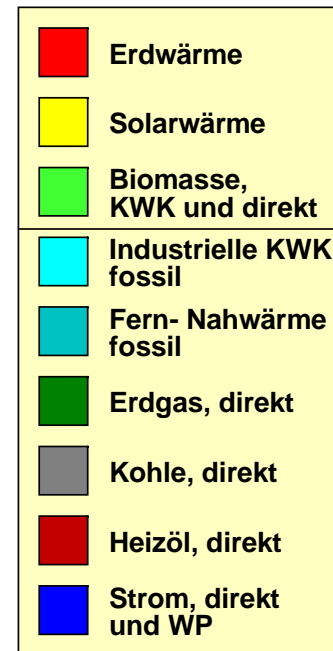 Erdwärme
Solarwärme
Biomasse,
KWK und direkt
Industrielle KWK
fossil
Fern- Nahwärme
fossil
Erdgas, direkt
Kohle, direkt
Heizöl, direkt
Strom, direkt
und WP